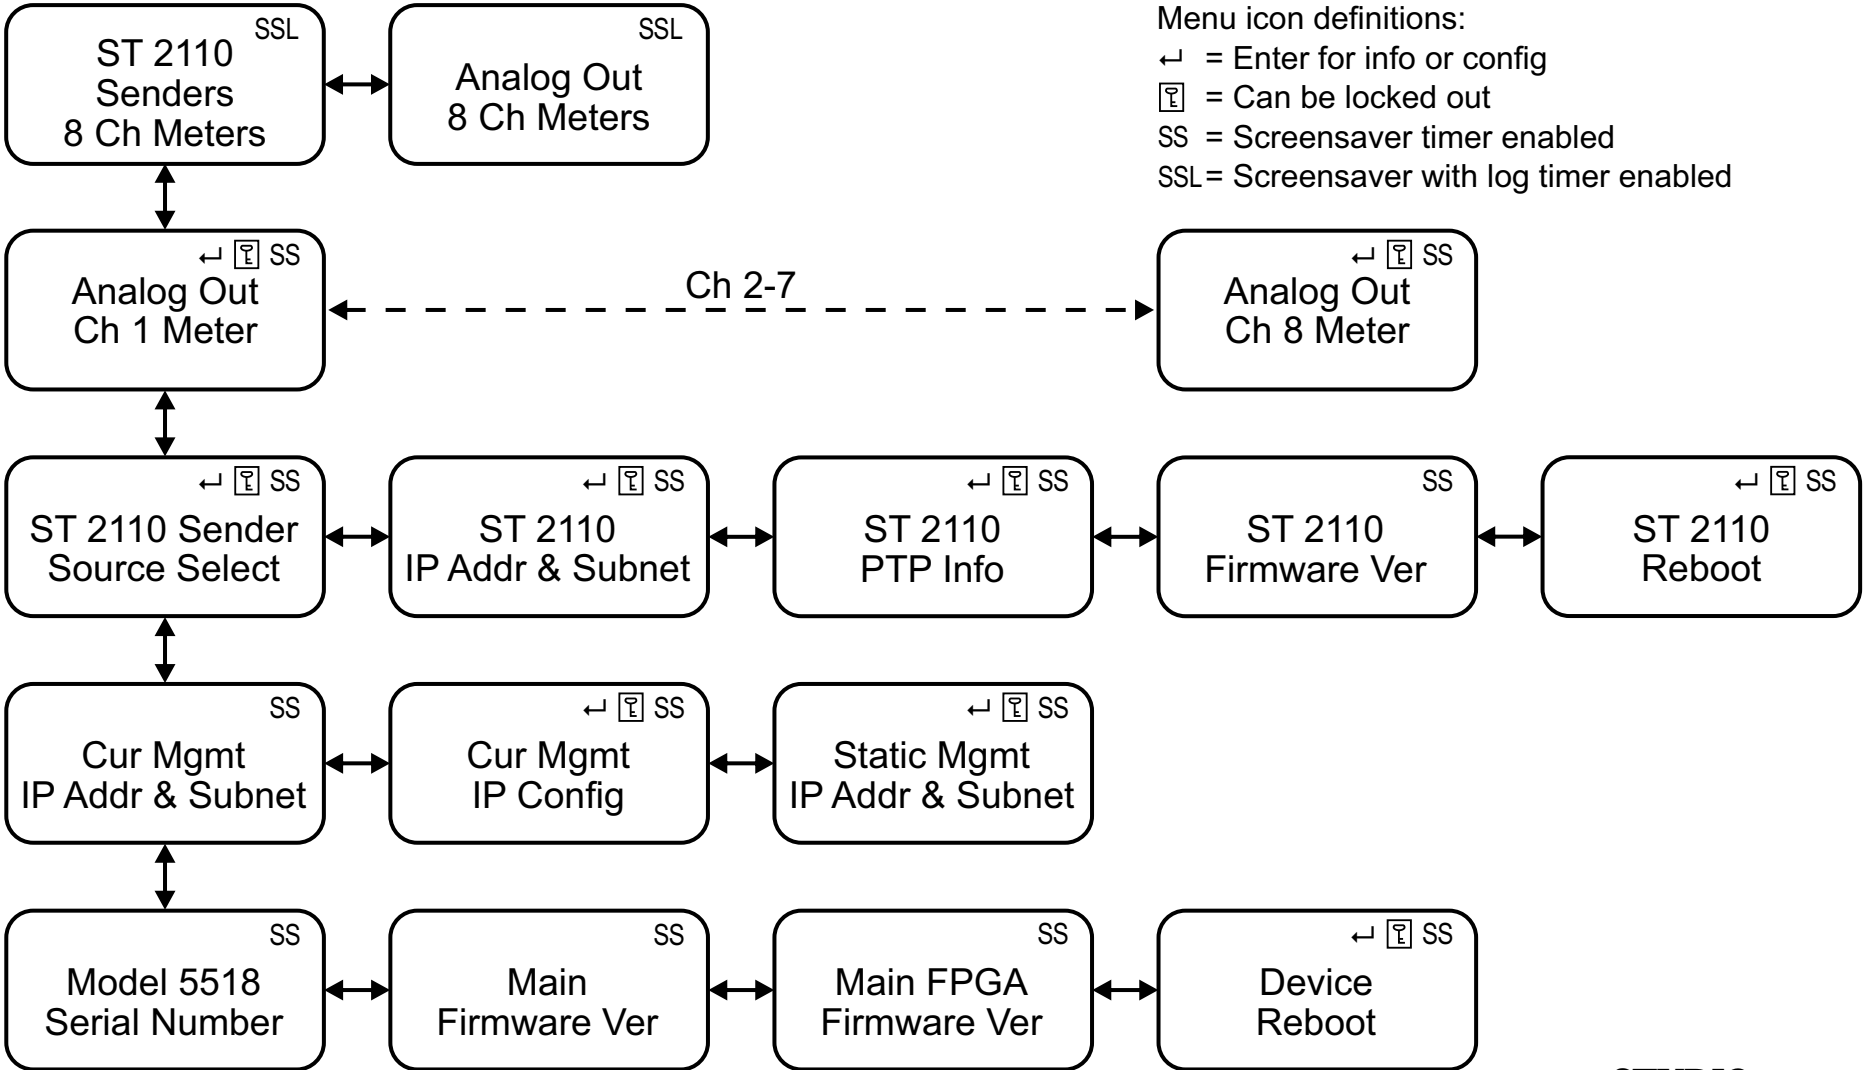 SSL
ST 2110
Senders
8 Ch Meters
SSL
Analog Out
8 Ch Meters
Menu icon definitions:
↵ = Enter for info or config
= Can be locked out
SS = Screensaver timer enabled
SSL= Screensaver with log timer enabled
↵ SS
Analog Out
Ch 1 Meter
Ch 2-7
↵ SS
Analog Out
Ch 8 Meter
↵ SS
ST 2110 Sender
Source Select
↵ SS
ST 2110
IP Addr & Subnet
↵ SS
ST 2110
PTP Info
SS
ST 2110
Firmware Ver
↵ SS
ST 2110
Reboot
SS
Cur Mgmt
IP Addr & Subnet
↵ SS
Cur Mgmt
IP Config
↵ SS
Static Mgmt
IP Addr & Subnet
SS
Model 5518
Serial Number
SS
Main
Firmware Ver
SS
Main FPGA
Firmware Ver
↵ SS
Device
Reboot